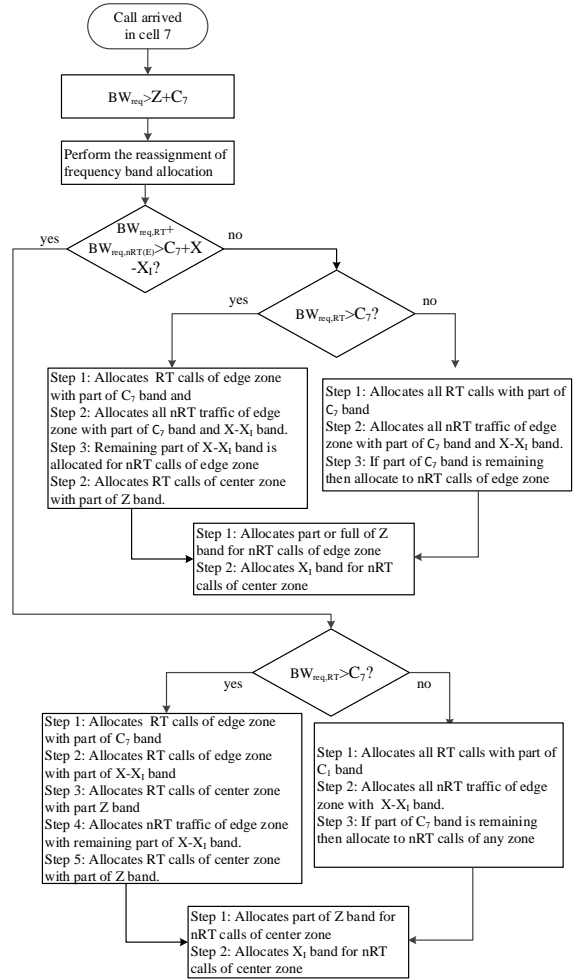 Call arrived
in cell 7
BWreq>Z+C7
Perform the reassignment of
frequency band allocation
BWreq,RT+
BWreq,nRT(E)>C7+X
-XI?
yes
no
BWreq,RT>C7?
yes
no
Step 1: Allocates RT calls of edge zone
with part of C7 band and
Step 2: Allocates all nRT traffic of edge
zone with part of C7 band and X-XI band.
Step 3: Remaining part of X-XI band is
allocated for nRT calls of edge zone
Step 2: Allocates RT calls of center zone
with part of Z band.
Step 1: Allocates all RT calls with part of
C7 band
Step 2: Allocates all nRT traffic of edge
zone with part of C7 band and X-XI band.
Step 3: If part of C7 band is remaining
then allocate to nRT calls of edge zone
Step 1: Allocates part or full of Z
band for nRT calls of edge zone
Step 2: Allocates XI band for nRT
calls of center zone
BWreq,RT>C7?
yes
no
Step 1: Allocates RT calls of edge zone
with part of C7 band
Step 2: Allocates RT calls of edge zone
with part of X-XI band
Step 3: Allocates RT calls of center zone
with part Z band
Step 4: Allocates nRT traffic of edge zone
with remaining part of X-XI band.
Step 5: Allocates RT calls of center zone
with part of Z band.
Step 1: Allocates all RT calls with part of
C1 band
Step 2: Allocates all nRT traffic of edge
zone with X-XI band.
Step 3: If part of C7 band is remaining
then allocate to nRT calls of any zone
Step 1: Allocates part of Z band for
nRT calls of center zone
Step 2: Allocates XI band for nRT
calls of center zone